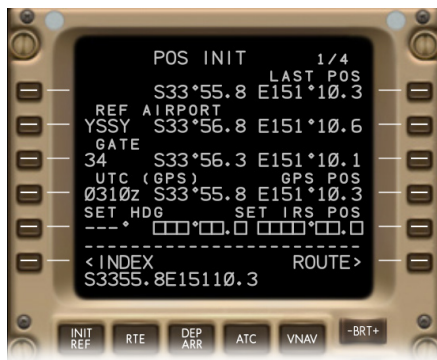 POS INIT 1/4
LAST POS
S33°55.8 E151°10.3
REF AIRPORT
YSSY S33°56.8 E151°10.6
GATE
34 S33°56.3 E151°10.1
UTC (GPS) GPS POS
0310z S33°55.8 E151°10.3
SET HDG SET IRS POS
---° □□□°□□.□ □□□□°□□.□
------------------------
<INDEX ROUTE>
S3355.8E15110.3
INIT REF RTE DEP ARR ATC VNAV -BRT+